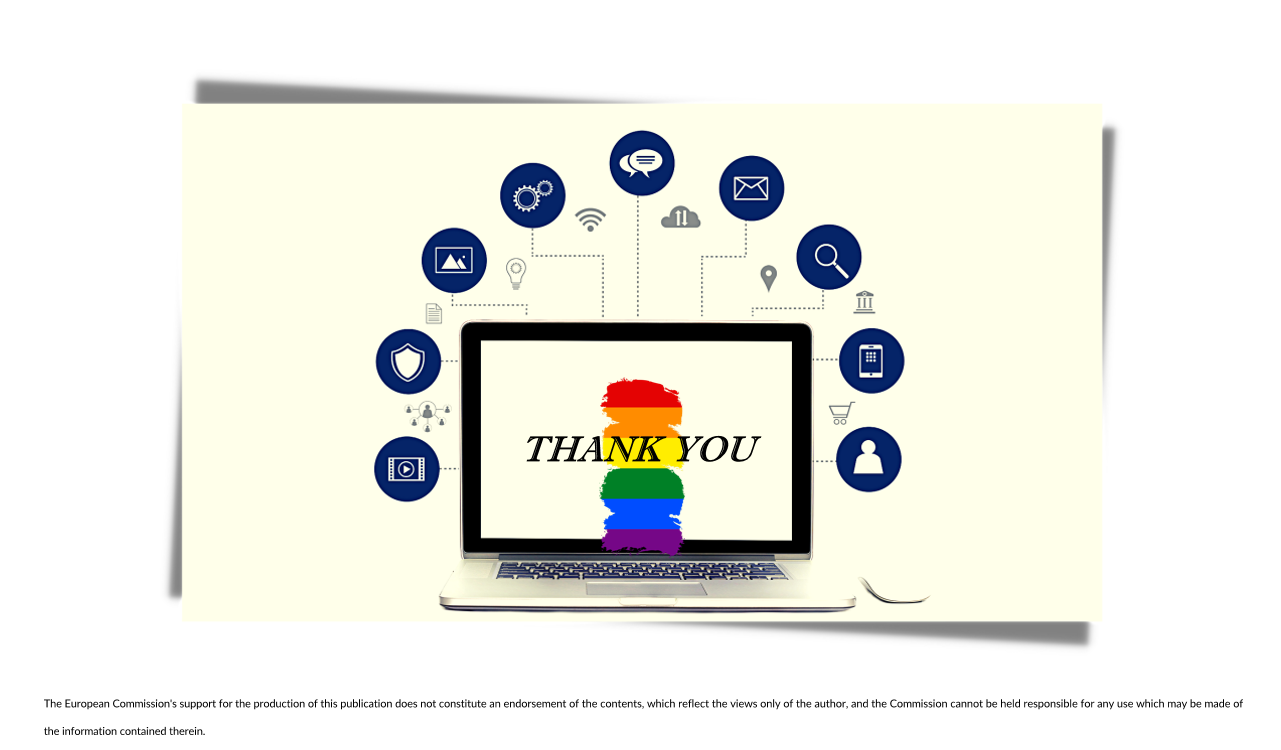 THANK YOU
The European Commission's support for the production of this publication does not constitute an endorsement of the contents, which reflect the views only of the author, and the Commission cannot be held responsible for any use which may be made of
the information contained therein.